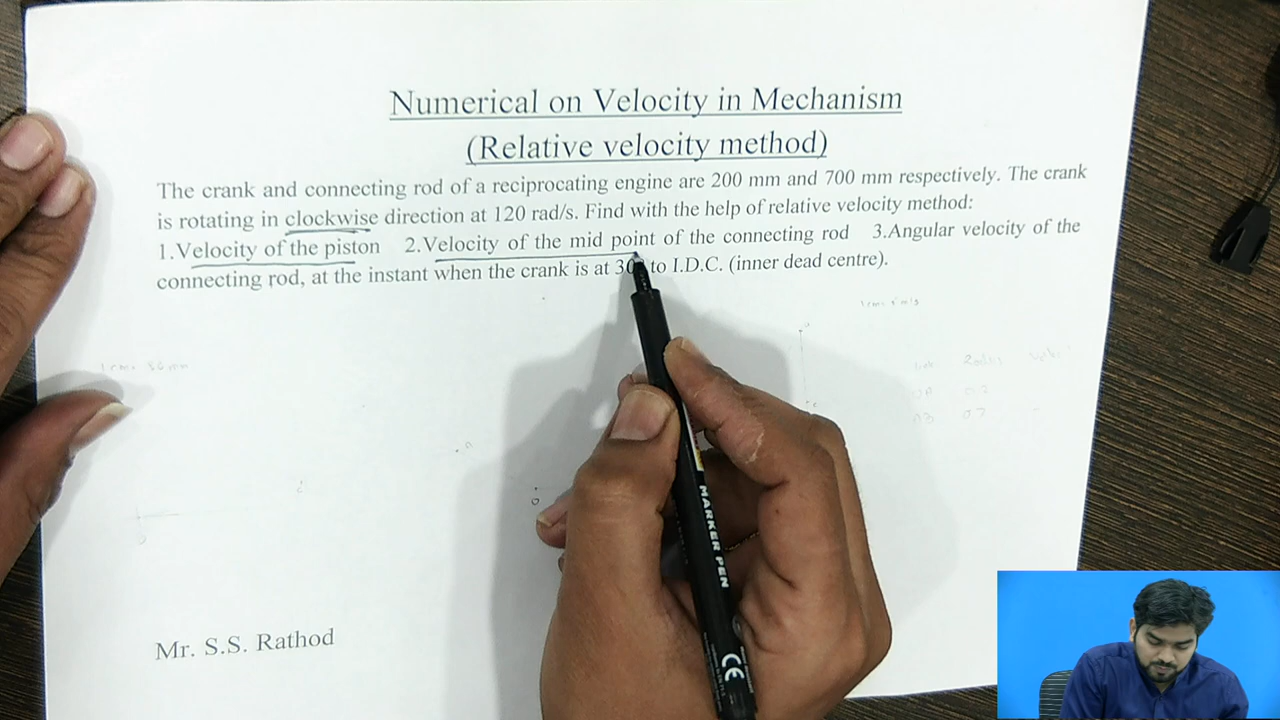 Numerical on Velocity in Mechanism
(Relative velocity method)
The crank and connecting rod of a reciprocating engine are 200 mm and 700 mm respectively. The crank
is rotating in clockwise direction at 120 rad/s. Find with the help of relative velocity method:
1.Velocity of the piston 2.Velocity of the mid point of the connecting rod 3.Angular velocity of the
connecting rod, at the instant when the crank is at to I.D.C. (inner dead centre).
Mr. S.S. Rathod
MARKER PEN
CE